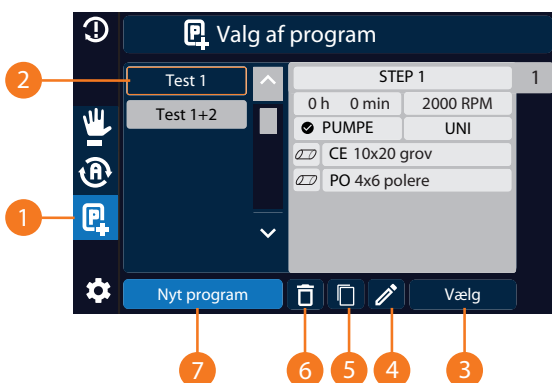 Valg af program
2
Test 1
STEP 1
1
0 h 0 min
2000 RPM
Test 1+2
PUMPE
UNI
CE 10x20 grov
A
PO 4x6 polere
1
P
Nyt program
Vælg
7
6
5
4
3